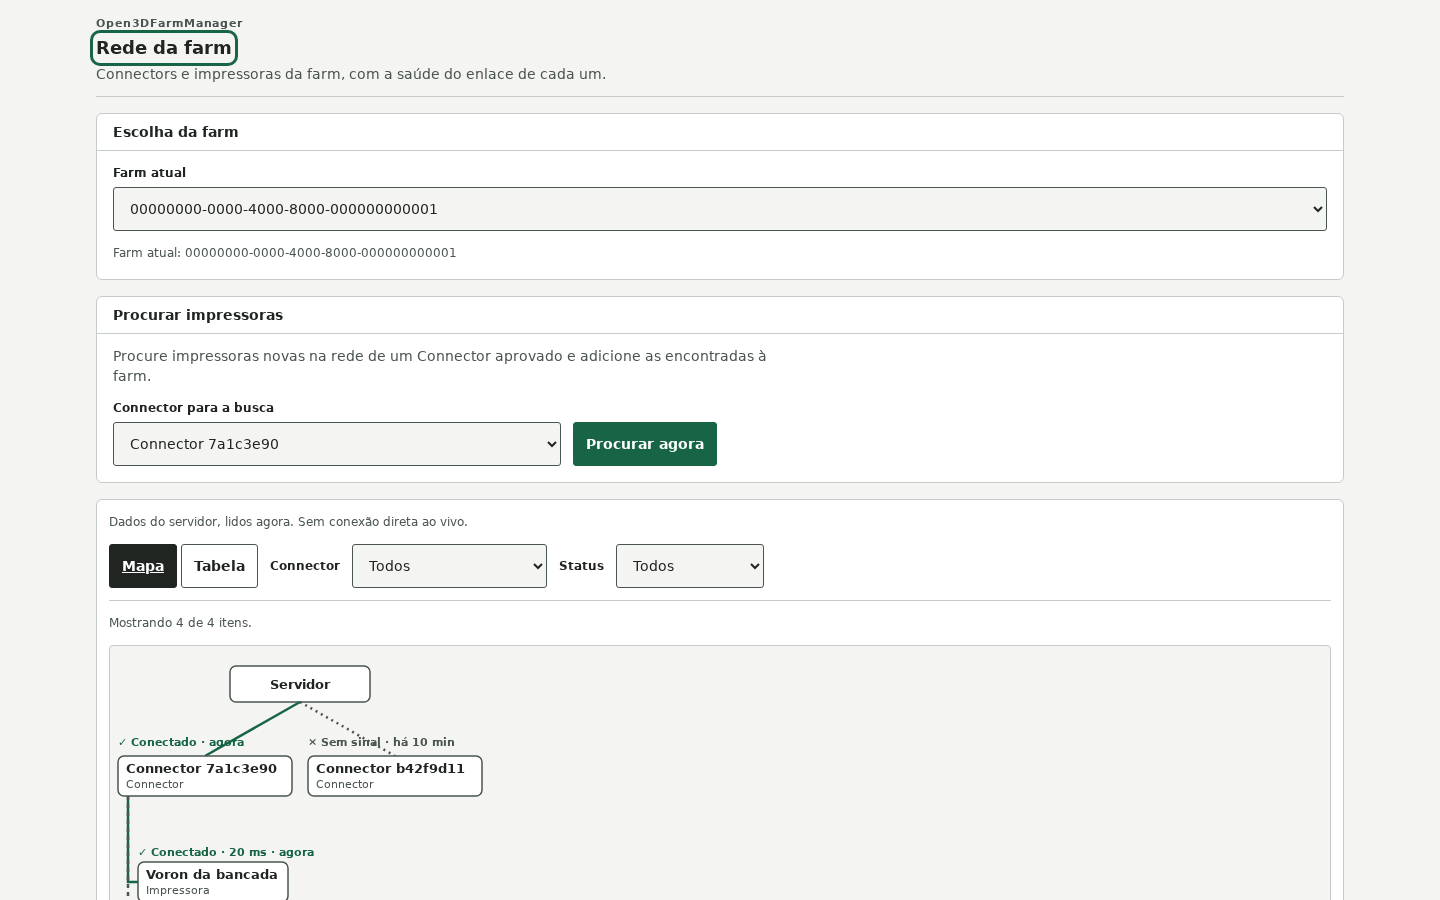 Open3DFarmManager
Rede da farm
Connectors e impressoras da farm, com a saúde do enlace de cada um.
Escolha da farm
Farm atual
00000000-0000-4000-8000-000000000001
Farm atual: 00000000-0000-4000-8000-000000000001
Procurar impressoras
Procure impressoras novas na rede de um Connector aprovado e adicione as encontradas à
farm.
Connector para a busca
Connector 7a1c3e90
Procurar agora
Dados do servidor, lidos agora. Sem conexão direta ao vivo.
Mapa Tabela Connector Todos Status Todos
Mostrando 4 de 4 itens.
Servidor
✓ Conectado · agora
× Sem sinal · há 10 min
Connector 7a1c3e90
Connector
Connector b42f9d11
Connector
✓ Conectado · 20 ms · agora
Voron da bancada
Impressora